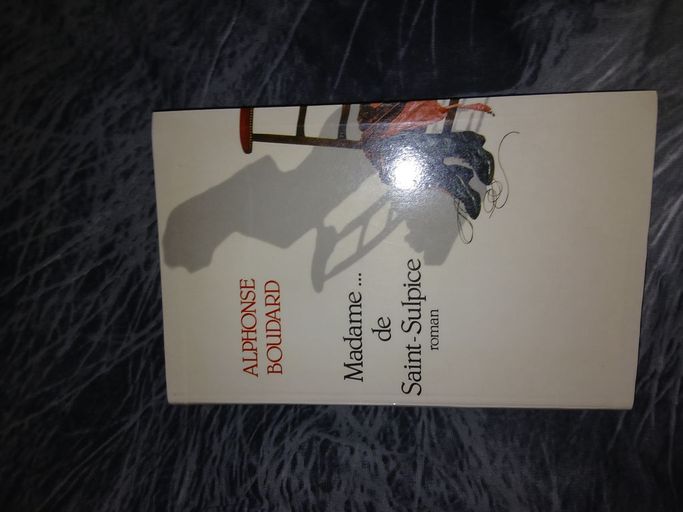 ALPHONSE
BOUDARD
Madame...
de
Saint-Sulpice
roman